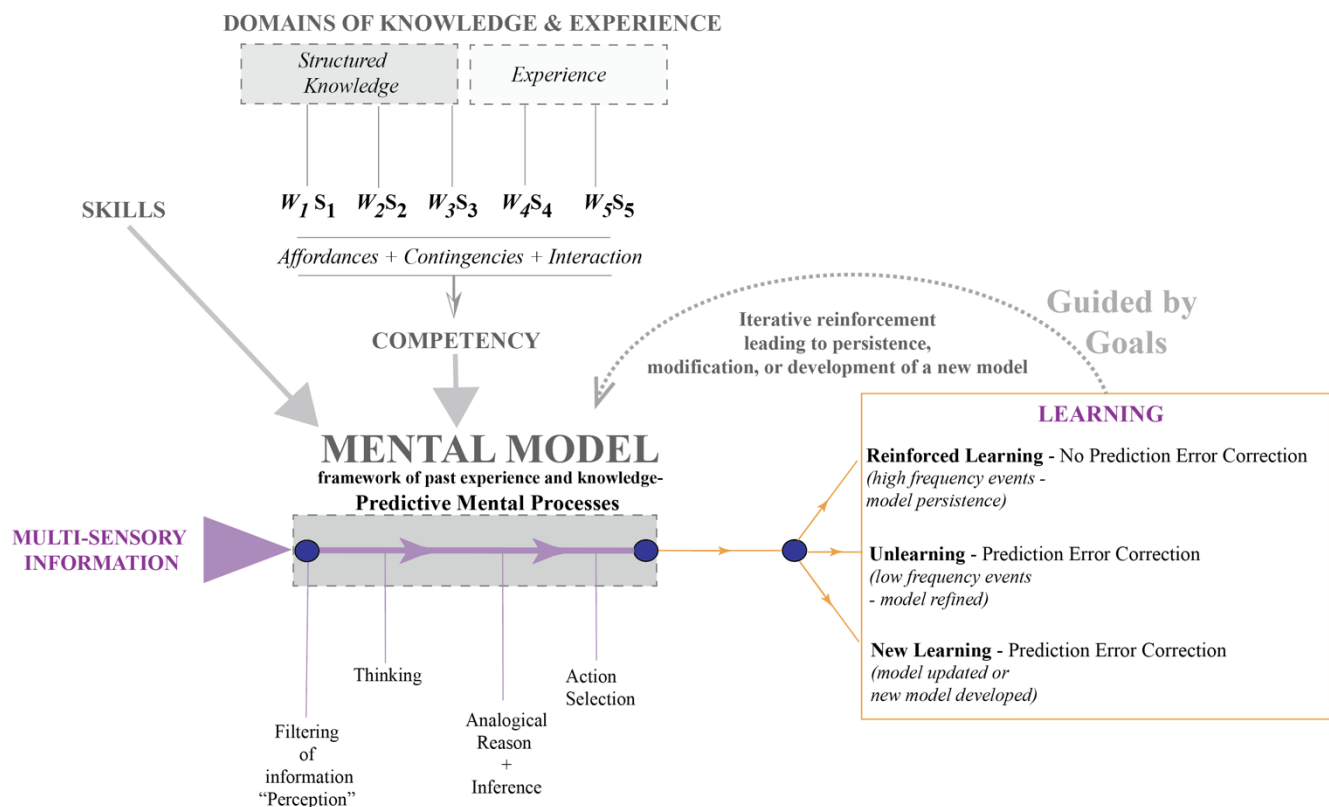 DOMAINS OF KNOWLEDGE & EXPERIENCE
Structured
Knowledge
Experience
W1 S1
W2S2
W3S3
W4S4
W5S5
SKILLS
Affordances + Contingencies + Interaction
COMPETENCY
Iterative reinforcement
leading to persistence,
modification, or development of a new model
Guided by
Goals
MENTAL MODEL
framework of past experience and knowledge-
Predictive Mental Processes
MULTI-SENSORY
INFORMATION
Filtering
of
information
“Perception”
Thinking
Analogical
Reason
+
Inference
Action
Selection
LEARNING
Reinforced Learning - No Prediction Error Correction
(high frequency events -
model persistence)
Unlearning - Prediction Error Correction
(low frequency events
- model refined)
New Learning - Prediction Error Correction
(model updated or
new model developed)